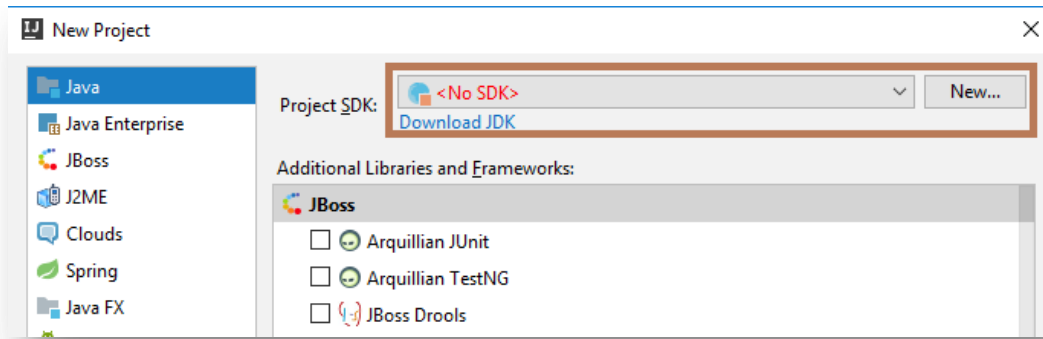 IJ New Project
Java
Java Enterprise
JBoss
J2ME
Clouds
Spring
Java FX
Project SDK:
<No SDK>
New...
Download JDK
Additional Libraries and Frameworks:
JBoss
Arquillian JUnit
Arquillian TestNG
JBoss Drools